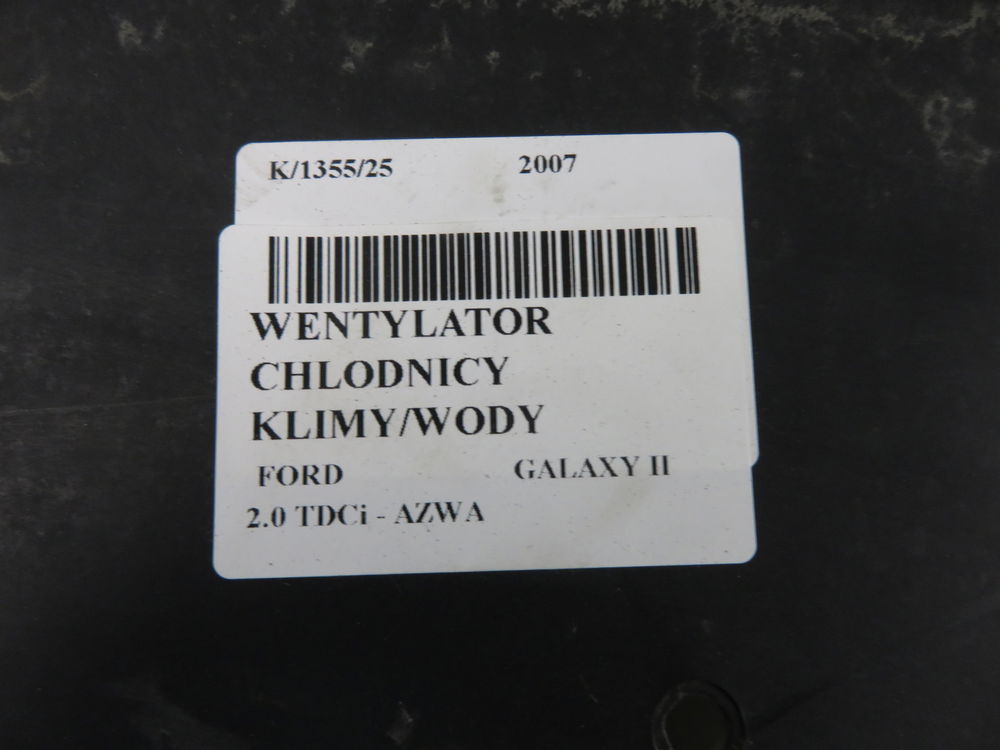 K/1355/25 2007
WENTYLATOR
CHLODNICY
KLIMY/WODY
FORD GALAXY II
2.0 TDCi - AZWA